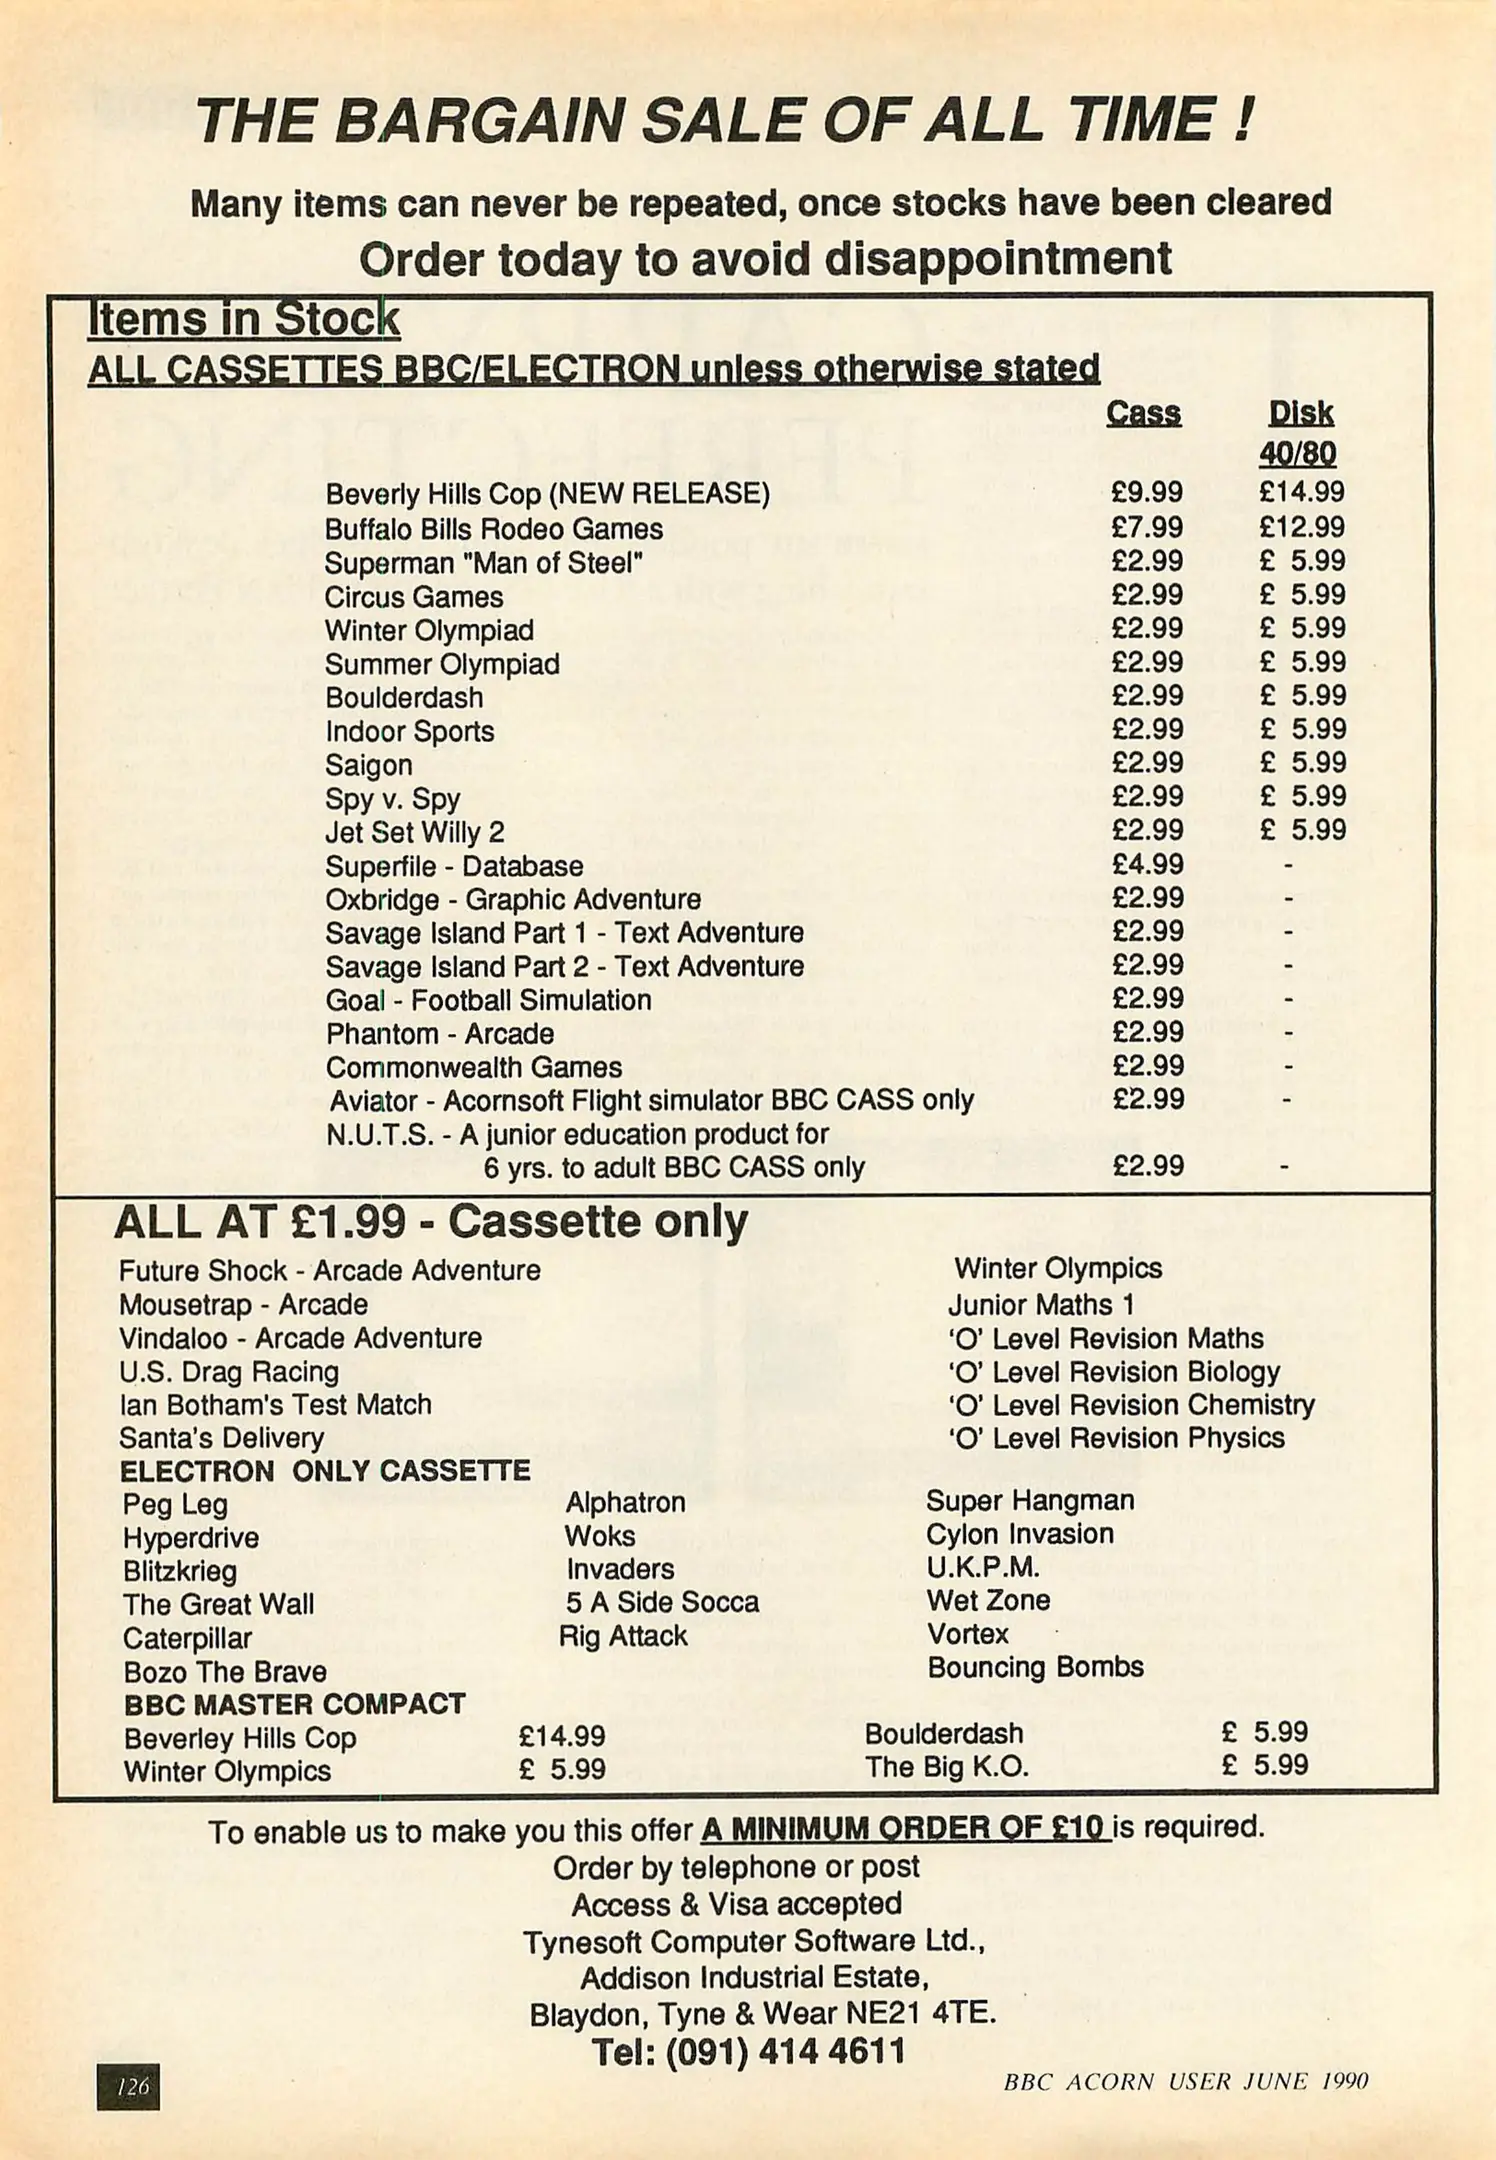 THE BARGAIN SALE OF ALL TIME !
Many items can never be repeated, once stocks have been cleared
Order today to avoid disappointment
Items in Stock
ALL CASSETTES BBC/ELECTRON unless otherwise stated
Cass Disk
40/80
Beverly Hills Cop (NEW RELEASE) £9.99 £14.99
Buffalo Bills Rodeo Games £7.99 £12.99
Superman "Man of Steel" £2.99 £ 5.99
Circus Games £2.99 £ 5.99
Winter Olympiad £2.99 £ 5.99
Summer Olympiad £2.99 £ 5.99
Boulderdash £2.99 £ 5.99
Indoor Sports £2.99 £ 5.99
Saigon £2.99 £ 5.99
Spy v. Spy £2.99 £ 5.99
Jet Set Willy 2 £2.99 £ 5.99
Superfile - Database £4.99 -
Oxbridge - Graphic Adventure £2.99 -
Savage Island Part 1 - Text Adventure £2.99 -
Savage Island Part 2 - Text Adventure £2.99 -
Goal - Football Simulation £2.99 -
Phantom - Arcade £2.99 -
Commonwealth Games £2.99 -
Aviator - Acornsoft Flight simulator BBC CASS only £2.99 -
N.U.T.S. - A junior education product for
6 yrs. to adult BBC CASS only £2.99 -
ALL AT £1.99 - Cassette only
Future Shock - Arcade Adventure Winter Olympics
Mousetrap - Arcade Junior Maths 1
Vindaloo - Arcade Adventure 'O' Level Revision Maths
U.S. Drag Racing 'O' Level Revision Biology
Ian Botham's Test Match 'O' Level Revision Chemistry
Santa's Delivery 'O' Level Revision Physics
ELECTRON ONLY CASSETTE
Peg Leg Alphatron Super Hangman
Hyperdrive Woks Cylon Invasion
Blitzkrieg Invaders U.K.P.M.
The Great Wall 5 A Side Socca Wet Zone
Caterpillar Rig Attack Vortex
Bozo The Brave Bouncing Bombs
BBC MASTER COMPACT
Beverley Hills Cop £14.99 Boulderdash £ 5.99
Winter Olympics £ 5.99 The Big K.O. £ 5.99
To enable us to make you this offer A MINIMUM ORDER OF £10 is required.
Order by telephone or post
Access & Visa accepted
Tynesoft Computer Software Ltd.,
Addison Industrial Estate,
Blaydon, Tyne & Wear NE21 4TE.
Tel: (091) 414 4611
126 BBC ACORN USER JUNE 1990